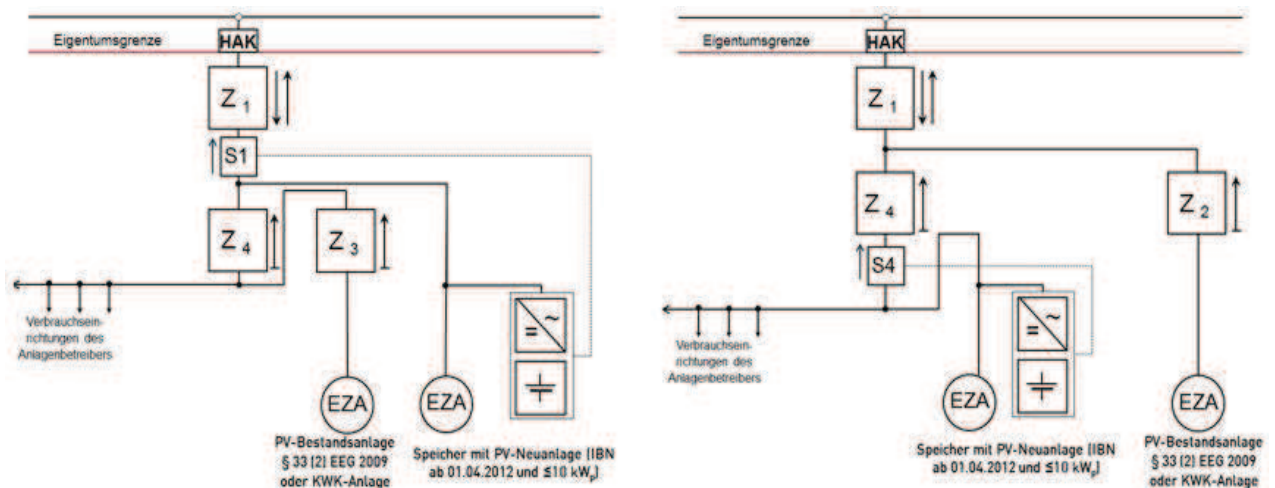 Eigentumsgrenze
HAK
Z 1
S1
Z 4
Z 3
Verbrauchsein-
richtungen des
Anlagenbetreibers
= ~
EZA
EZA
PV-Bestandsanlage
§ 33 (2) EEG 2009
oder KWK-Anlage
Speicher mit PV-Neuanlage (IBN
ab 01.04.2012 und ≦10 kWp)
Eigentumsgrenze
HAK
Z 1
Z 4
Z 2
S4
Verbrauchsein-
richtungen des
Anlagenbetreibers
= ~
EZA
EZA
Speicher mit PV-Neuanlage (IBN
ab 01.04.2012 und ≦10 kWp)
PV-Bestandsanlage
§ 33 (2) EEG 2009
oder KWK-Anlage